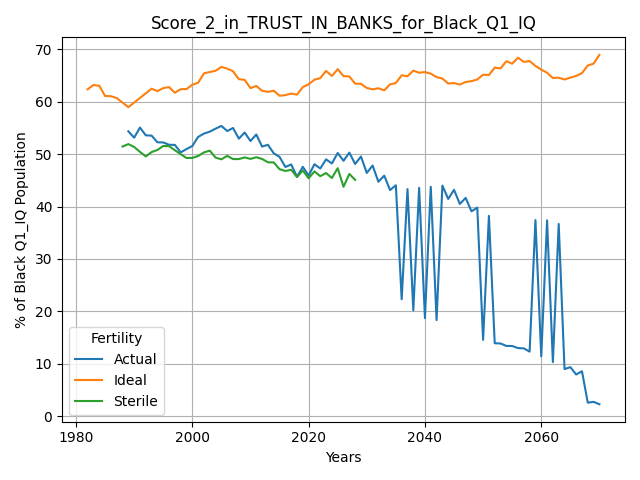 Score_2_in_TRUST_IN_BANKS_for_Black_Q1_IQ
% of Black Q1_IQ Population
70
60
50
40
30
20
10
0
Fertility
Actual
Ideal
Sterile
1980 2000 2020 2040 2060
Years